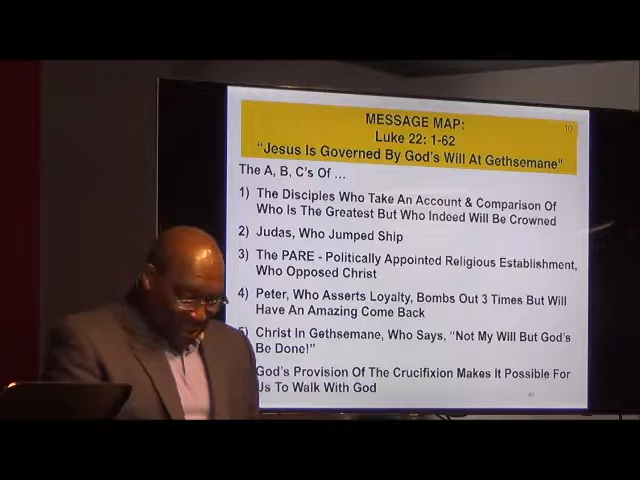 MESSAGE MAP:
10
Luke 22: 1-62
"Jesus Is Governed By God's Will At Gethsemane"
The A, B, C's Of ...
1) The Disciples Who Take An Account & Comparison Of
Who Is The Greatest But Who Indeed Will Be Crowned
2) Judas, Who Jumped Ship
3) The PARE - Politically Appointed Religious Establishment,
Who Opposed Christ
4) Peter, Who Asserts Loyalty, Bombs Out 3 Times But Will
Have An Amazing Come Back
5) Christ In Gethsemane, Who Says, "Not My Will But God's
Be Done!"
God's Provision Of The Crucifixion Makes It Possible For
Us To Walk With God